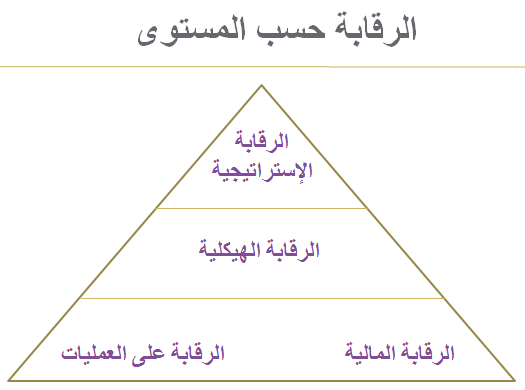 الرقابة حسب المستوى
الرقابة
الإستراتيجية
الرقابة الهيكلية
الرقابة المالية
الرقابة على العمليات